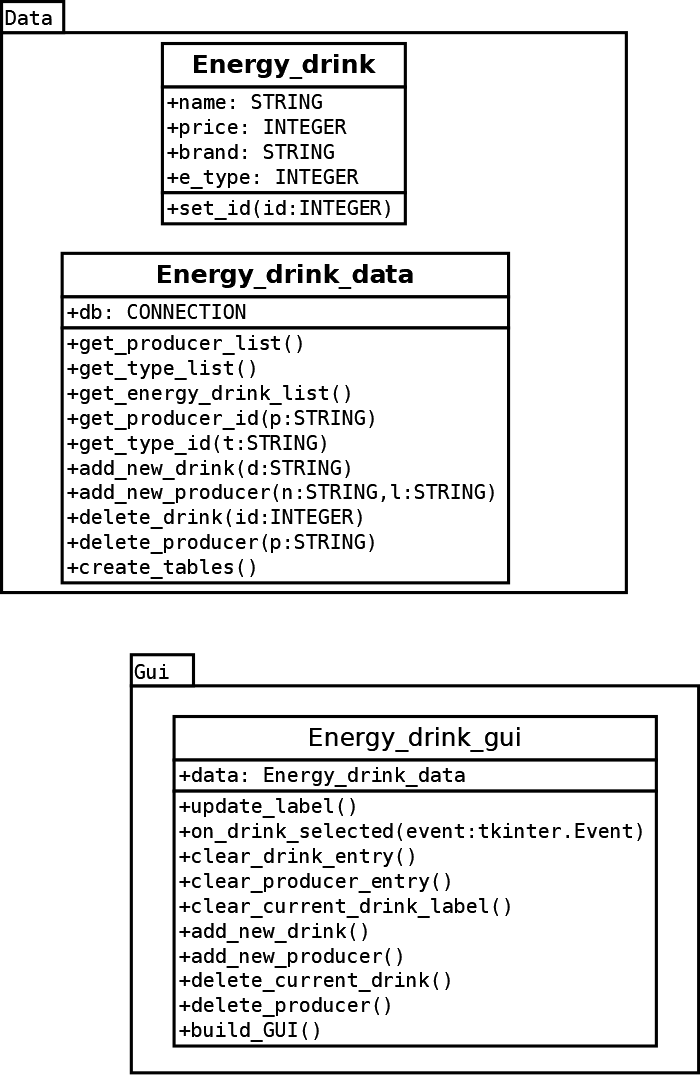 Data
Energy_drink
+name: STRING
+price: INTEGER
+brand: STRING
+e_type: INTEGER
+set_id(id:INTEGER)
Energy_drink_data
+db: CONNECTION
+get_producer_list()
+get_type_list()
+get_energy_drink_list()
+get_producer_id(p:STRING)
+get_type_id(t:STRING)
+add_new_drink(d:STRING)
+add_new_producer(n:STRING,l:STRING)
+delete_drink(id:INTEGER)
+delete_producer(p:STRING)
+create_tables()
Gui
Energy_drink_gui
+data: Energy_drink_data
+update_label()
+on_drink_selected(event:tkinter.Event)
+clear_drink_entry()
+clear_producer_entry()
+clear_current_drink_label()
+add_new_drink()
+add_new_producer()
+delete_current_drink()
+delete_producer()
+build_GUI()